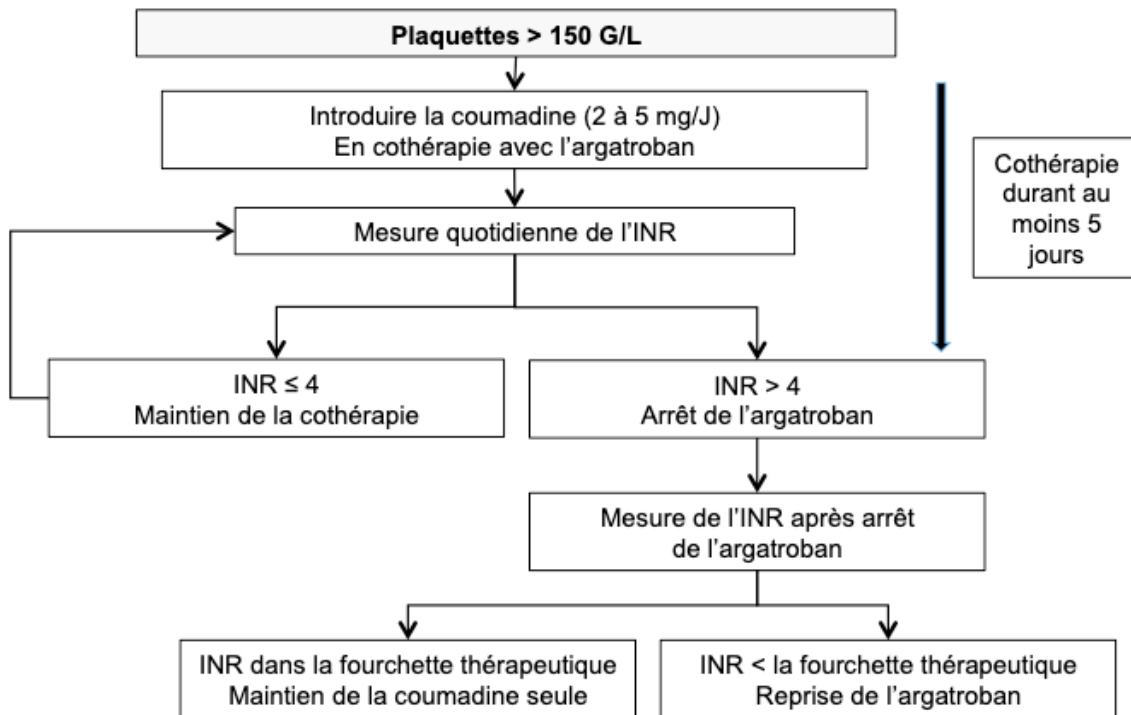 Plaquettes > 150 G/L
Introduire la coumadine (2 à 5 mg/J)
En cothérapie avec l'argatroban
Cothérapie
durant au
moins 5
jours
Mesure quotidienne de l'INR
INR ≤ 4
Maintien de la cothérapie
INR > 4
Arrêt de l'argatroban
Mesure de l'INR après arrêt
de l'argatroban
INR dans la fourchette thérapeutique
Maintien de la coumadine seule
INR < la fourchette thérapeutique
Reprise de l'argatroban